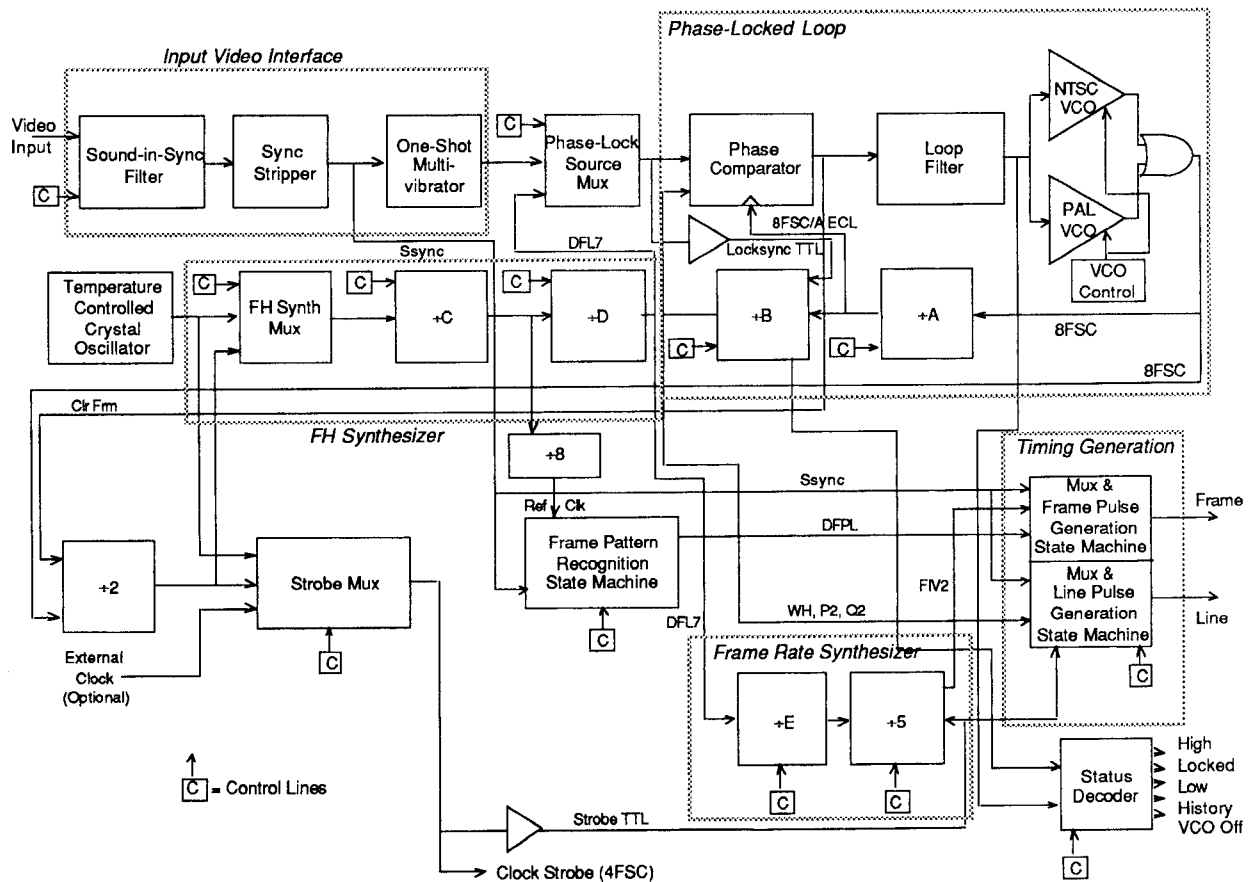 Phase-Locked Loop
Input Video Interface
Video
Input
C
Sound-in-Sync
Filter
Sync
Stripper
One-Shot
Multi-
vibrator
C
Phase-Lock
Source
Mux
Phase
Comparator
Loop
Filter
NTSC
VCO
PAL
VCO
VCO
Control
8FSC/A ECL
Locksync TTL
DFL7
Ssync
Temperature
Controlled
Crystal
Oscillator
C
FH Synth
Mux
C
÷C
C
÷D
÷B
C
÷A
C
8FSC
8FSC
Clr Frm
FH Synthesizer
÷8
Ref Clk
Timing Generation
Ssync
Mux &
Frame Pulse
Generation
State Machine
Frame
÷2
Strobe Mux
C
Frame Pattern
Recognition
State Machine
C
DFPL
FIV2
Mux &
Line Pulse
Generation
State Machine
Line
C
WH, P2, Q2
DFL7
External
Clock
(Optional)
Frame Rate Synthesizer
÷E
÷5
C
C
Status
Decoder
High
Locked
Low
History
VCO Off
C
C = Control Lines
Strobe TTL
Clock Strobe (4FSC)